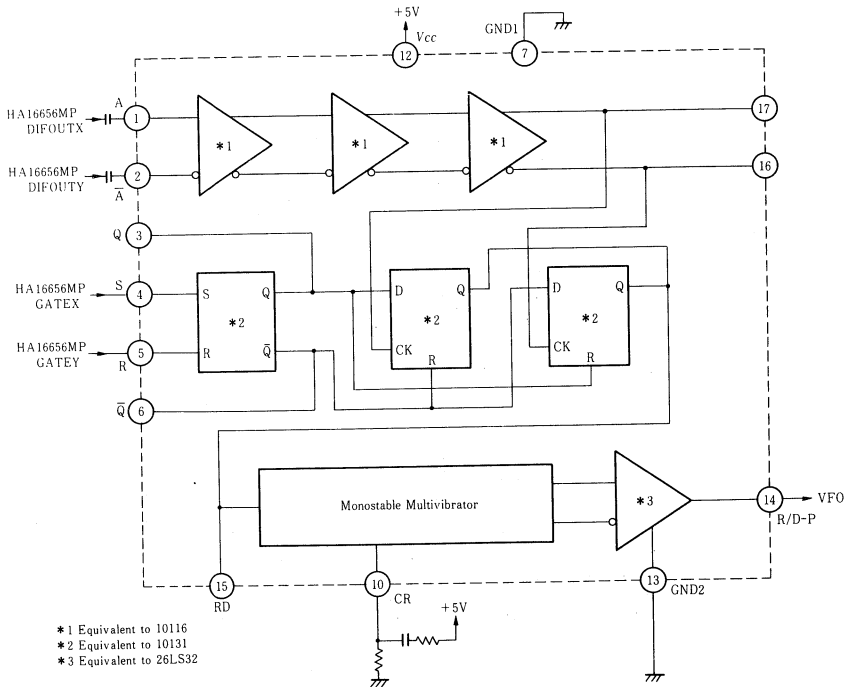 +5V
Vcc
GND1
12
7
HA16656MP
DIFOUTX
A
1
*1
*1
*1
17
HA16656MP
DIFOUTY
A̅
2
16
Q
3
HA16656MP
GATEX
S
4
S
Q
*2
R
Q̅
D
Q
*2
CK
R
D
Q
*2
CK
R
HA16656MP
GATEY
R
5
Q̅
6
Monostable Multivibrator
*3
14
VFO
R/D-P
15
RD
10
CR
13
GND2
+5V
*1 Equivalent to 10116
*2 Equivalent to 10131
*3 Equivalent to 26LS32